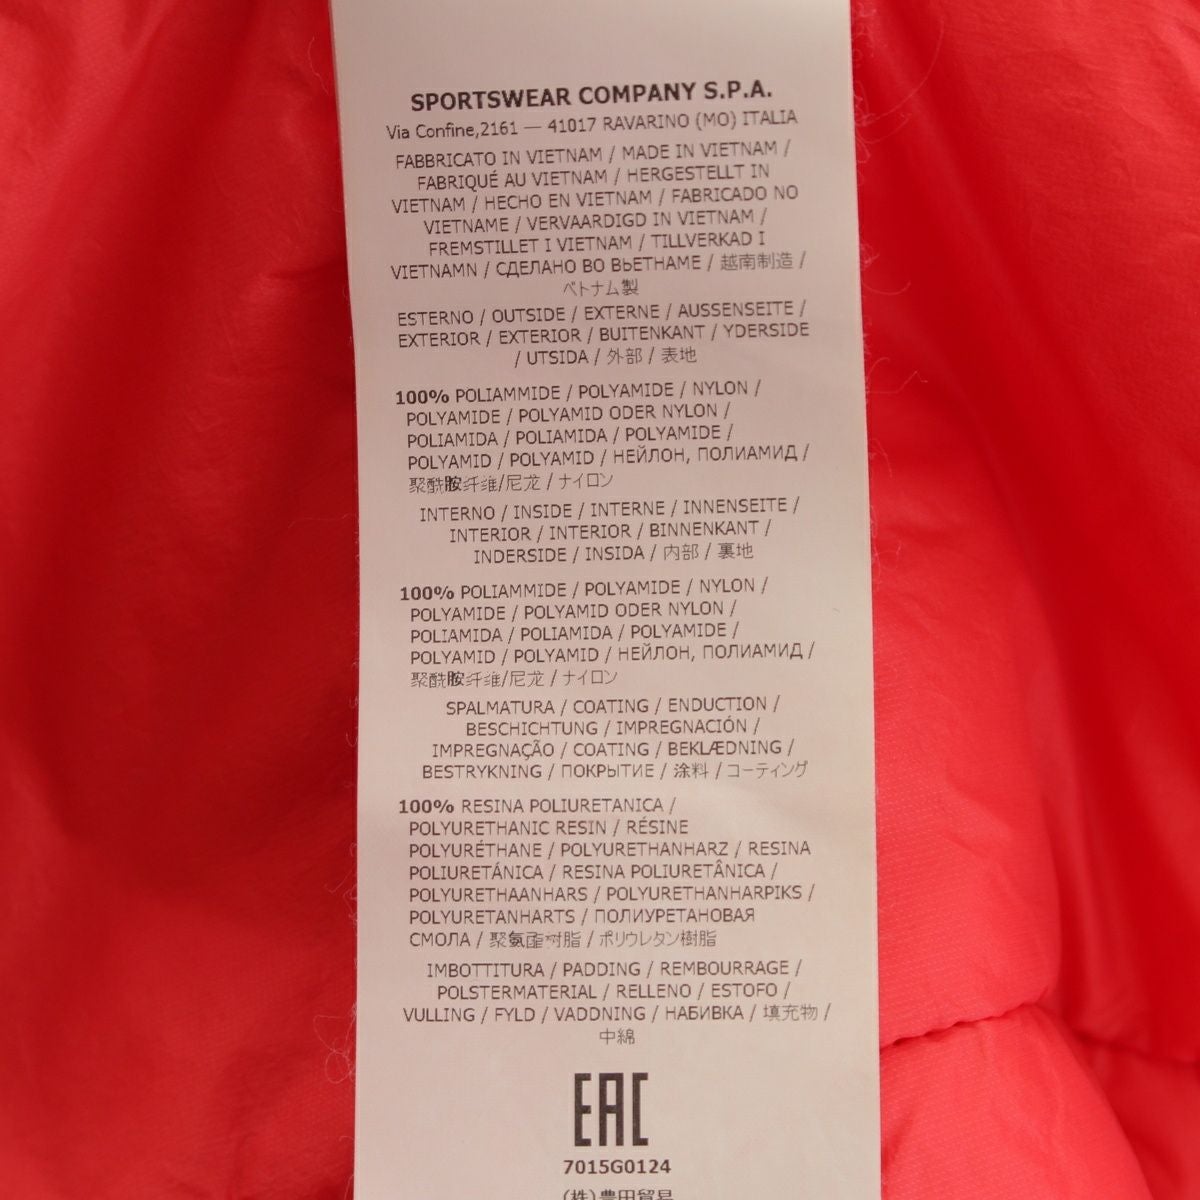 SPORTSWEAR COMPANY S.P.A.
Via Confine,2161 — 41017 RAVARINO (MO) ITALIA
FABBRICATO IN VIETNAM / MADE IN VIETNAM /
FABRIQUÉ AU VIETNAM / HERGESTELLT IN
VIETNAM / HECHO EN VIETNAM / FABRICADO NO
VIETNAME / VERVAARDIGD IN VIETNAM /
FREMSTILLET I VIETNAM / TILLVERKAD I
VIETNAMN / СДЕЛАНО ВО ВЬЕТНАМЕ / 越南制造 /
ベトナム製
ESTERNO / OUTSIDE / EXTERNE / AUSSENSEITE /
EXTERIOR / EXTERIOR / BUITENKANT / YDERSIDE
/ UTSIDA / 外部 / 表地
100% POLIAMMIDE / POLYAMIDE / NYLON /
POLYAMIDE / POLYAMID ODER NYLON /
POLIAMIDA / POLIAMIDA / POLYAMIDE /
POLYAMID / POLYAMID / НЕЙЛОН, ПОЛИАМИД /
聚酰胺纤维/尼龙 / ナイロン
INTERNO / INSIDE / INTERNE / INNENSEITE /
INTERIOR / INTERIOR / BINNENKANT /
INDERSIDE / INSIDA / 内部 / 裏地
100% POLIAMMIDE / POLYAMIDE / NYLON /
POLYAMIDE / POLYAMID ODER NYLON /
POLIAMIDA / POLIAMIDA / POLYAMIDE /
POLYAMID / POLYAMID / НЕЙЛОН, ПОЛИАМИД /
聚酰胺纤维/尼龙 / ナイロン
SPALMATURA / COATING / ENDUCTION /
BESCHICHTUNG / IMPREGNACIÓN /
IMPREGNAÇÃO / COATING / BEKLÆDNING /
BESTRYKNING / ПОКРЫТИЕ / 涂料 / コーティング
100% RESINA POLIURETANICA /
POLYURETHANIC RESIN / RÉSINE
POLYURÉTHANE / POLYURETHANHARZ / RESINA
POLIURETÁNICA / RESINA POLIURETÂNICA /
POLYURETHAANHARS / POLYURETHANHARPIKS /
POLYURETANHARTS / ПОЛИУРЕТАНОВАЯ
СМОЛА / 聚氨酯树脂 / ポリウレタン樹脂
IMBOTTITURA / PADDING / REMBOURRAGE /
POLSTERMATERIAL / RELLENO / ESTOFO /
VULLING / FYLD / VADDNING / НАБИВКА / 填充物 /
中綿
EAC
7015G0124
(株)豊田貿易